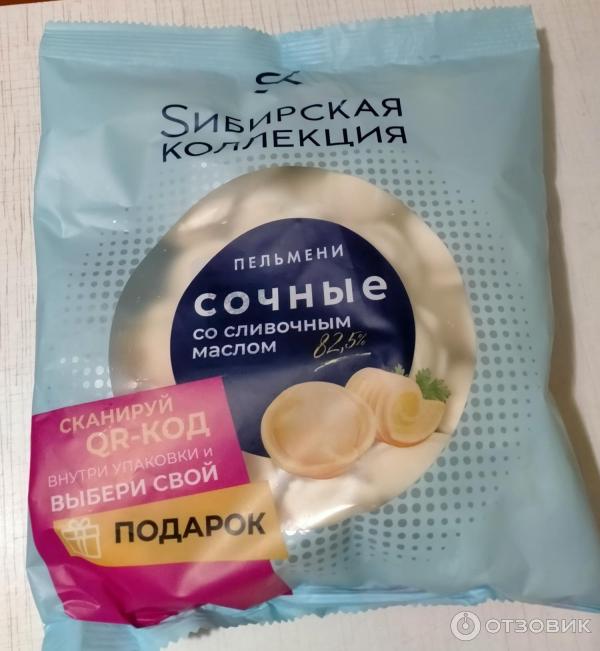 SИБИРСКАЯ
КОЛЛЕКЦИЯ
ПЕЛЬМЕНИ
сочные
со сливочным
маслом 82,5%
СКАНИРУЙ
QR-КОД
ВНУТРИ УПАКОВКИ И
ВЫБЕРИ СВОЙ
ПОДАРОК
ОТЗОВИК